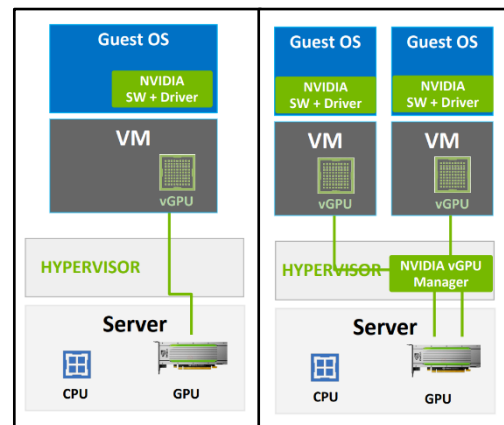 Guest OS
NVIDIA
SW + Driver
VM
vGPU
HYPERVISOR
Server
CPU
GPU
Guest OS
NVIDIA
SW + Driver
VM
vGPU
Guest OS
NVIDIA
SW + Driver
VM
vGPU
HYPERVISOR
NVIDIA vGPU
Manager
Server
CPU
GPU